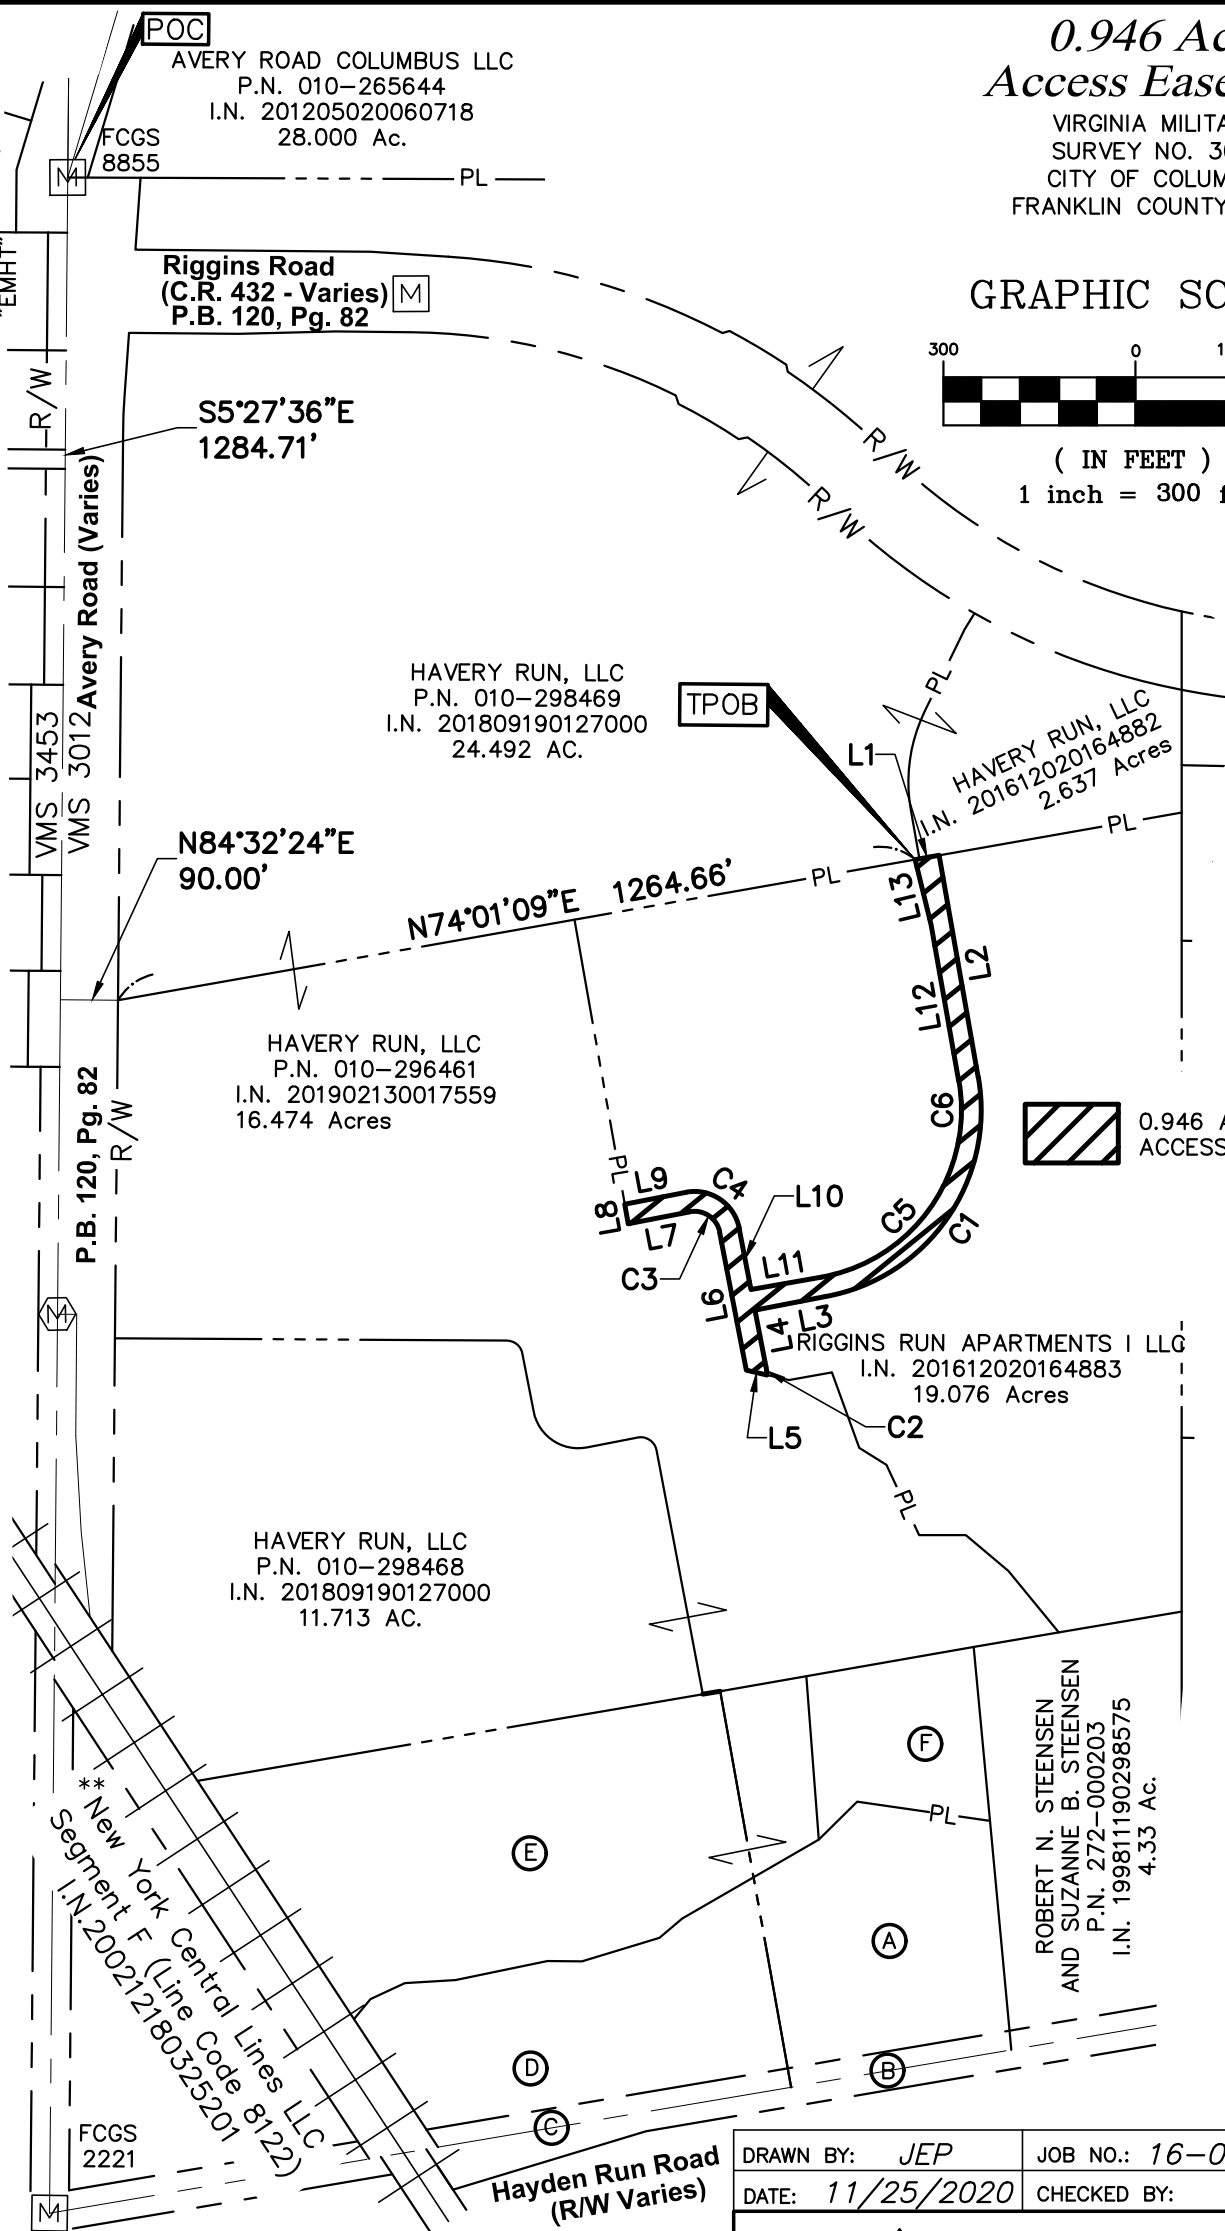 POC
AVERY ROAD COLUMBUS LLC
P.N. 010-265644
I.N. 201205020060718
28.000 Ac.
FCGS
8855
M
PL
0.946
Access
VIRGINIA
SURVEY NO.
CITY OF
FRANKLIN COUNTY
"EMHT"
Riggins Road
(C.R. 432 - Varies)
P.B. 120, Pg. 82
M
GRAPHIC
300
0
( IN FEET )
1 inch = 300
R/W
S5°27'36"E
1284.71'
R/W
R/W
Avery Road (Varies)
VMS 3453
VMS 3012
HAVERY RUN, LLC
P.N. 010-298469
I.N. 201809190127000
24.492 AC.
TPOB
PL
L1
HAVERY RUN, LLC
I.N. 201612020164882
2.637 Acres
PL
N84°32'24"E
90.00'
N74°01'09"E 1264.66'
PL
L13
L2
L12
HAVERY RUN, LLC
P.N. 010-296461
I.N. 201902130017559
16.474 Acres
P.B. 120, Pg. 82
R/W
C6
0.946
ACCESS
PL
L9
C4
L10
L8
L7
C5
C1
C3
L11
L6
L3
L4
M
RIGGINS RUN APARTMENTS I LLC
I.N. 201612020164883
19.076 Acres
C2
L5
PL
HAVERY RUN, LLC
P.N. 010-298468
I.N. 201809190127000
11.713 AC.
F
PL
E
A
ROBERT N. STEENSEN
AND SUZANNE B. STEENSEN
P.N. 272-000203
I.N. 199811190298575
4.33 Ac.
**
New York Central Lines LLC
Segment F (Line Code 8122)
I.N.200212180325201
D
B
C
FCGS
2221
M
Hayden Run Road
(R/W Varies)
DRAWN BY: JEP
JOB NO.:
DATE: 11/25/2020
CHECKED BY: